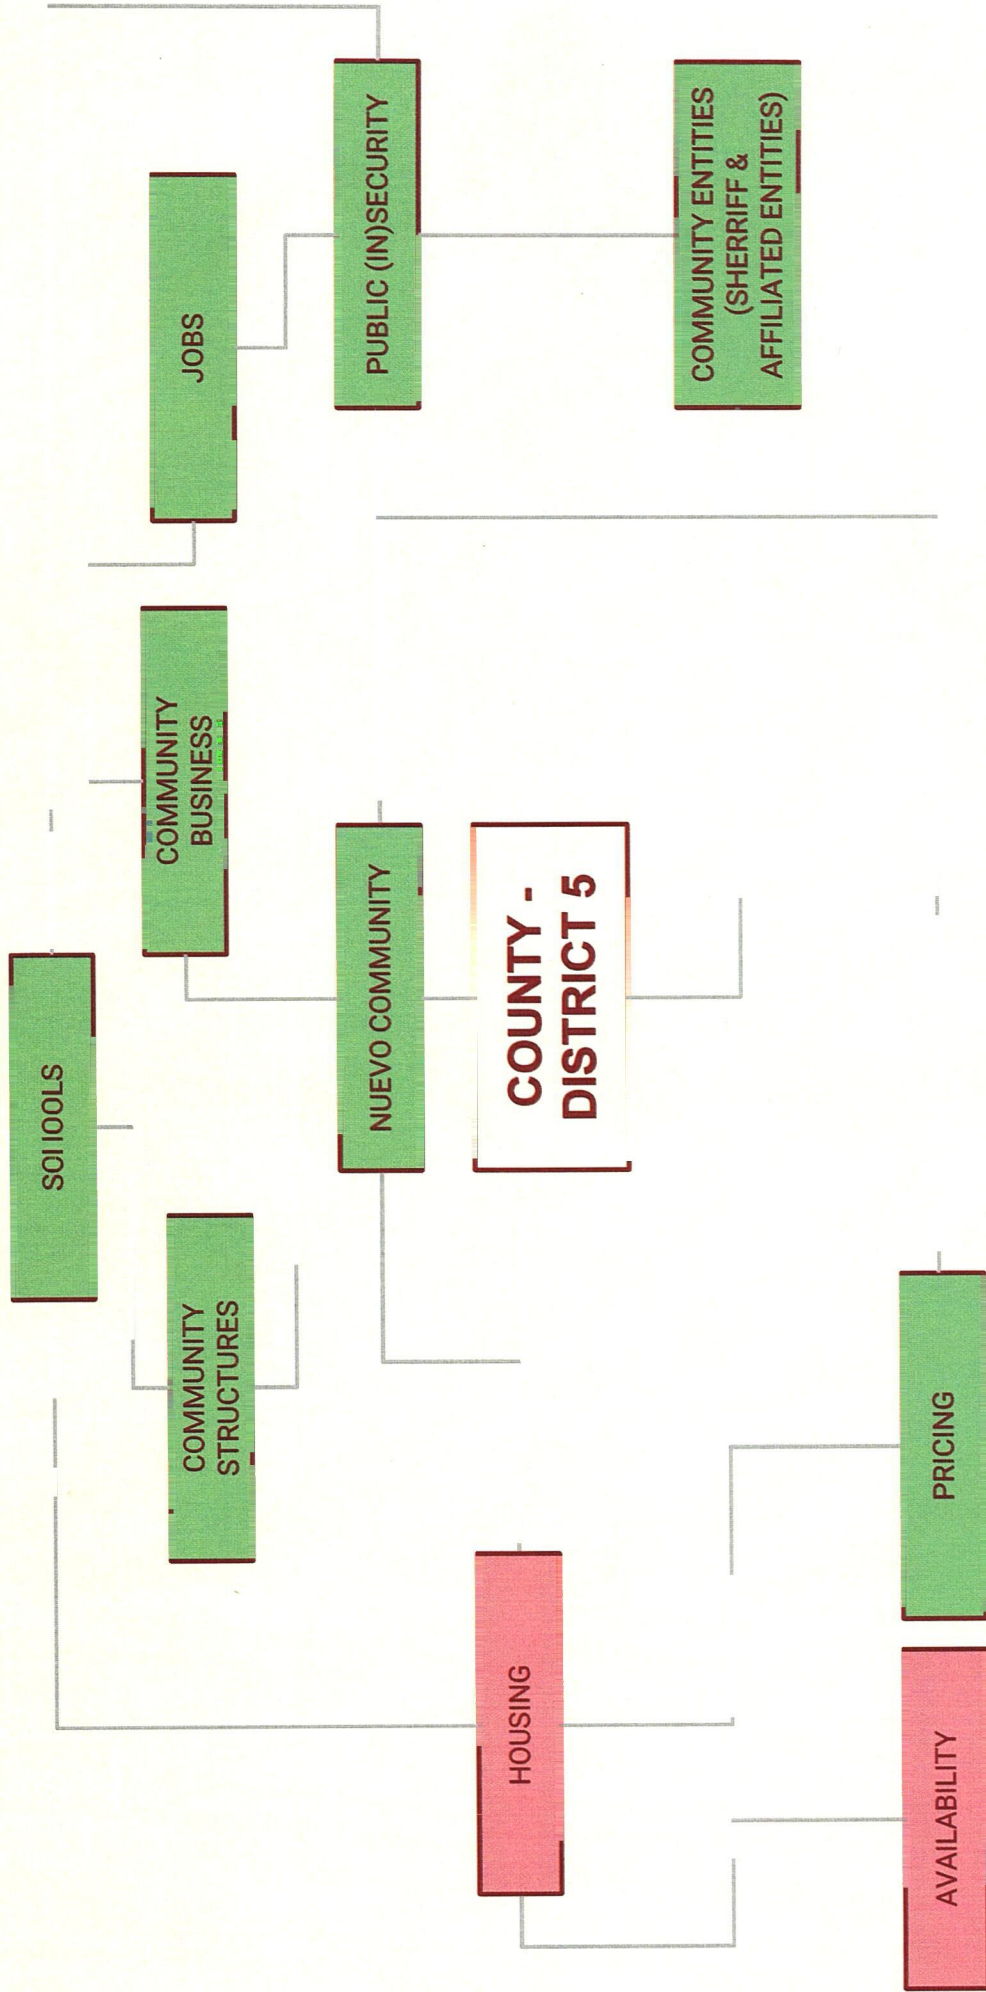 SCHOOLS
COMMUNITY
STRUCTURES
COMMUNITY
BUSINESS
JOBS
NUEVO COMMUNITY
PUBLIC (IN)SECURITY
HOUSING
COUNTY -
DISTRICT 5
COMMUNITY ENTITIES
(SHERRIFF &
AFFILIATED ENTITIES)
AVAILABILITY
PRICING